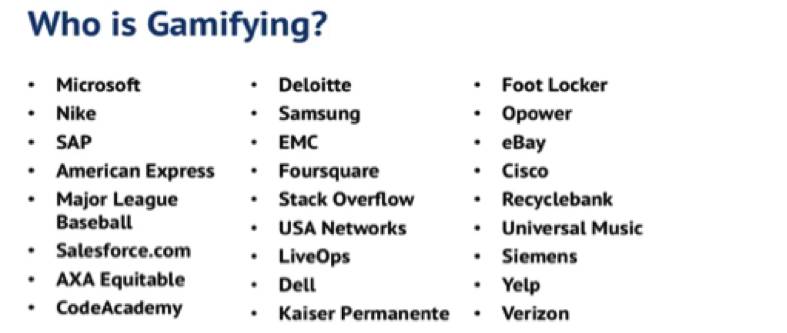 Who is Gamifying?
• Microsoft
• Nike
• SAP
• American Express
• Major League
Baseball
• Salesforce.com
• AXA Equitable
• CodeAcademy
• Deloitte
• Samsung
• EMC
• Foursquare
• Stack Overflow
• USA Networks
• LiveOps
• Dell
• Kaiser Permanente
• Foot Locker
• Opower
• eBay
• Cisco
• Recyclebank
• Universal Music
• Siemens
• Yelp
• Verizon